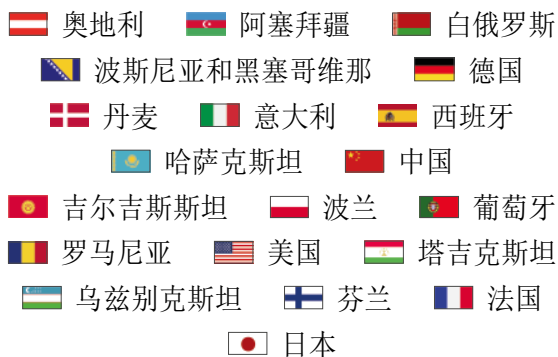 奥地利 阿塞拜疆 白俄罗斯
波斯尼亚和黑塞哥维那 德国
丹麦 意大利 西班牙
哈萨克斯坦 中国
吉尔吉斯斯坦 波兰 葡萄牙
罗马尼亚 美国 塔吉克斯坦
乌兹别克斯坦 芬兰 法国
日本